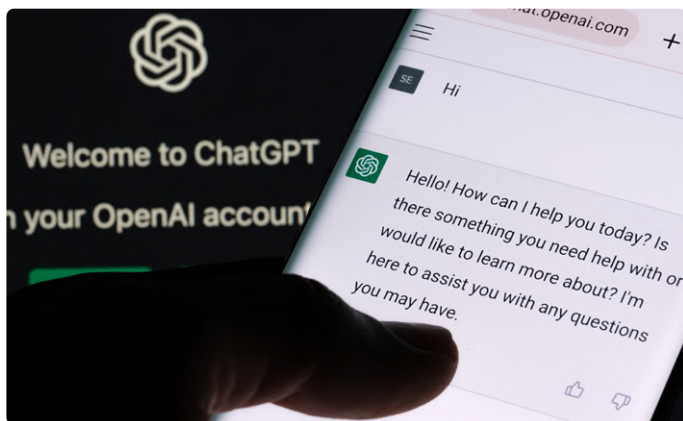 Welcome to ChatGPT
your OpenAI account
chat.openai.com
SE
Hi
Hello! How can I help you today? Is
there something you need help with or
would like to learn more about? I'm
here to assist you with any questions
you may have.